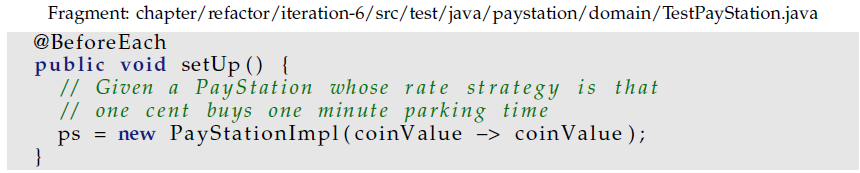 Fragment: chapter/refactor/iteration-6/src/test/java/paystation/domain/TestPayStation.java
@BeforeEach
public void setUp() {
// Given a PayStation whose rate strategy is that
// one cent buys one minute parking time
ps = new PayStationImpl(coinValue -> coinValue);
}